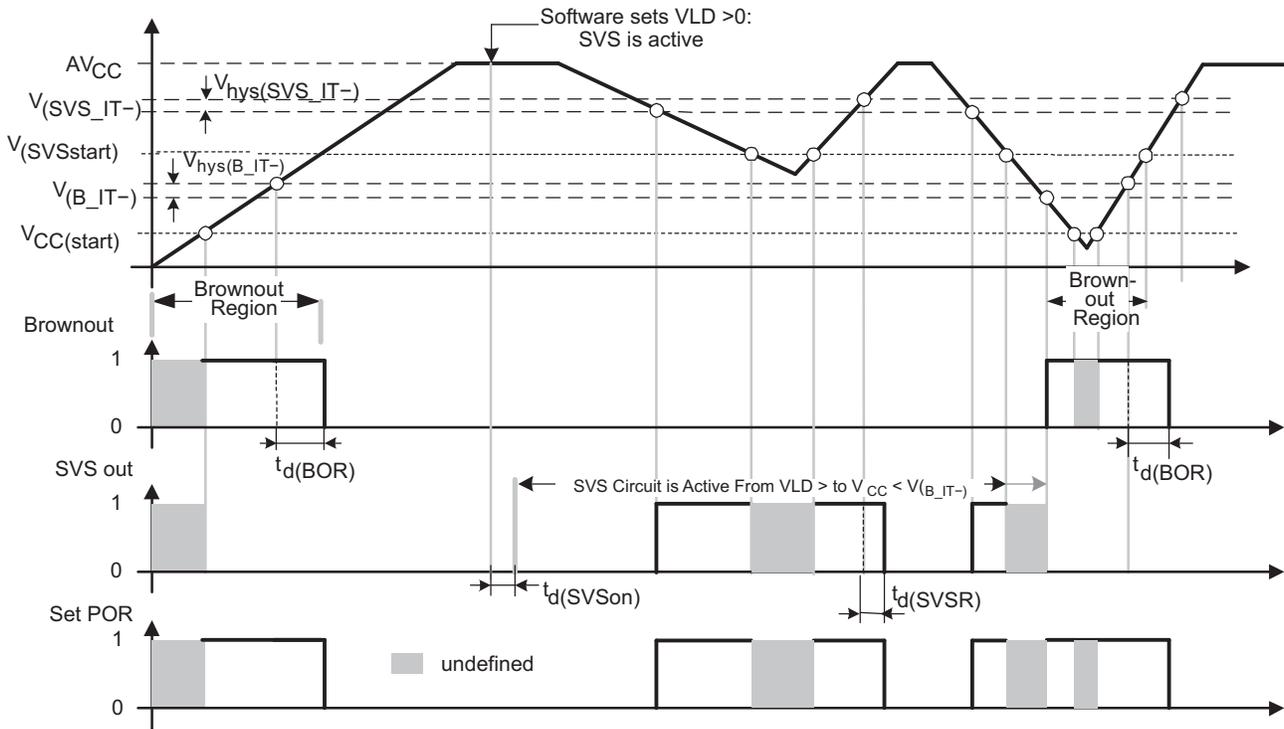 Software sets VLD >0:
SVS is active
AVCC
Vhys(SVS_IT−)
V(SVS_IT−)
V(SVSstart)
Vhys(B_IT−)
V(B_IT−)
VCC(start)
Brownout
Region
Brown-
out
Region
Brownout
1
0
td(BOR)
td(BOR)
SVS out
SVS Circuit is Active From VLD > to VCC < V(B_IT−)
1
0
td(SVSon)
td(SVSR)
Set POR
1
undefined
0